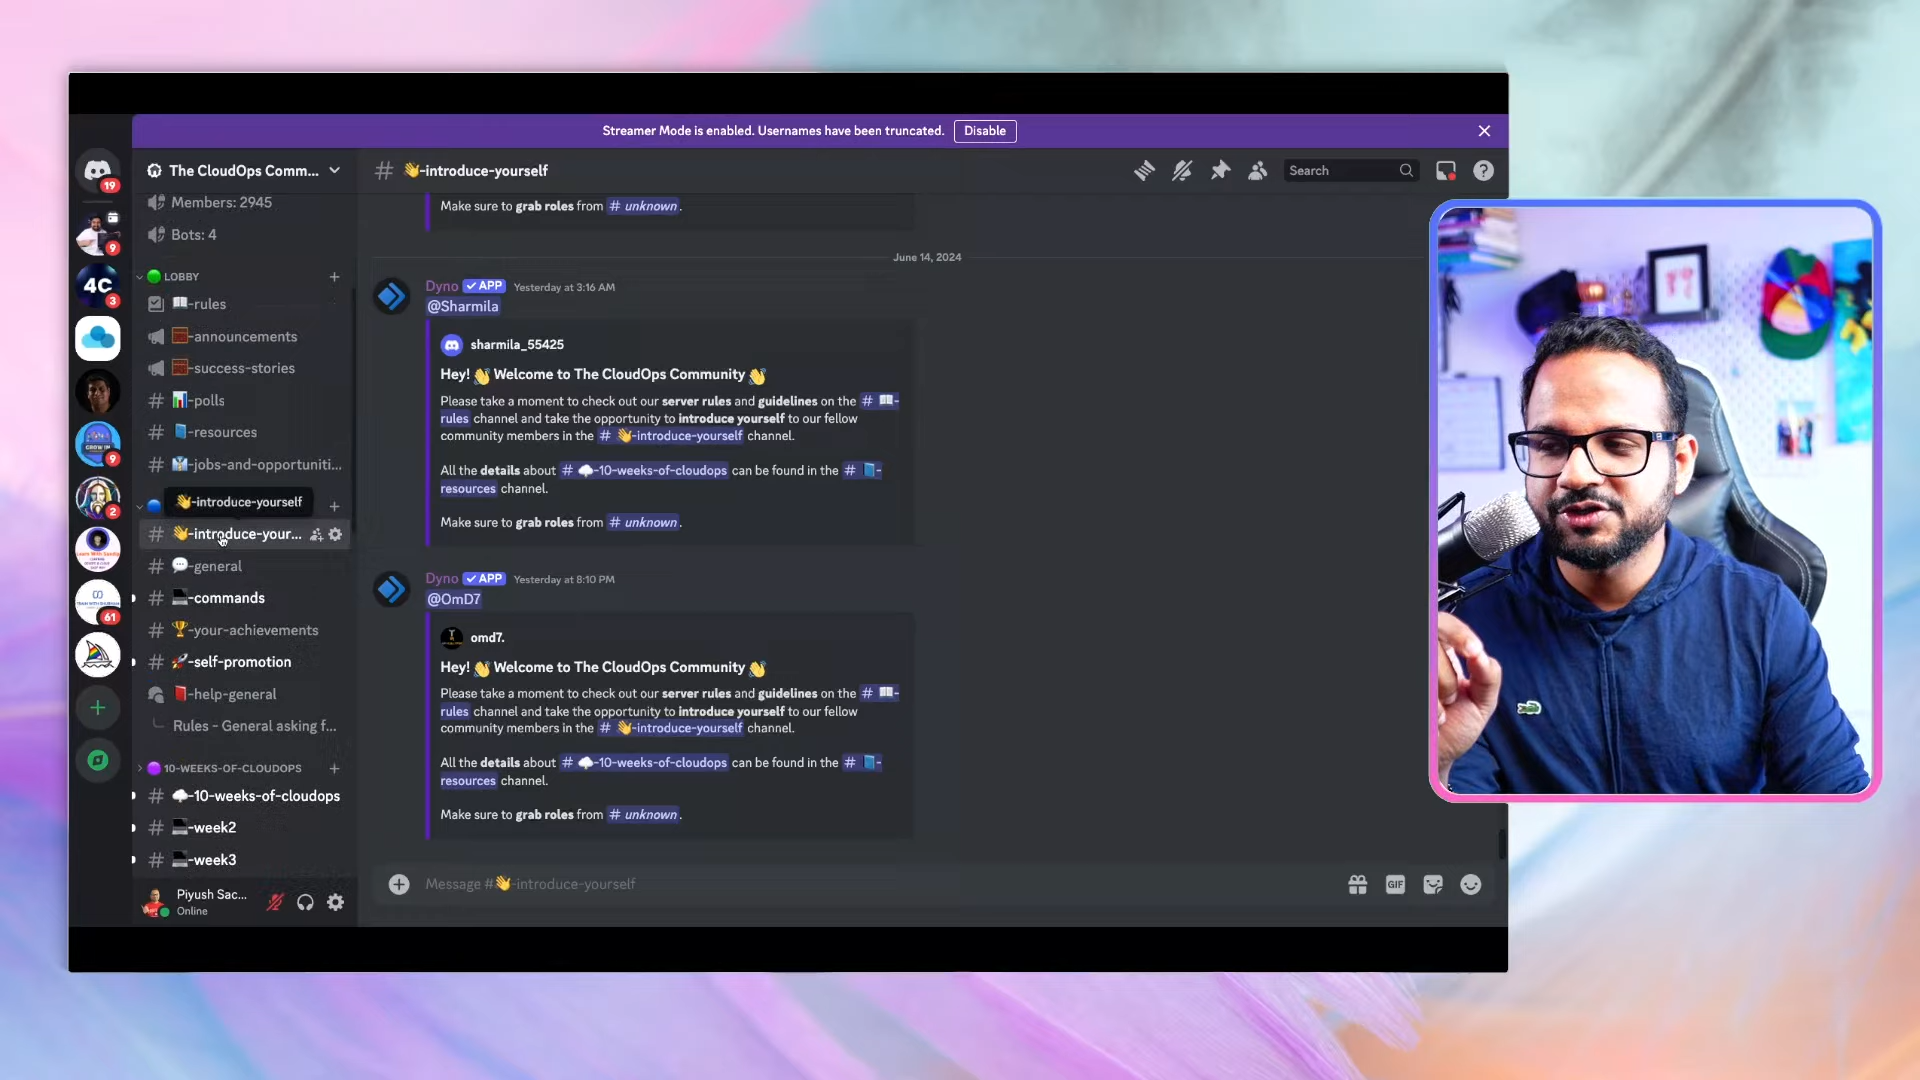 Streamer Mode is enabled. Usernames have been truncated.
Disable
19
9
4C
3
9
2
61
The CloudOps Comm...
Members: 2945
Bots: 4
LOBBY
-rules
-announcements
-success-stories
-polls
-resources
-jobs-and-opportuniti...
👋-introduce-yourself
👋-introduce-your...
💬-general
-commands
🏆-your-achievements
🚀-self-promotion
-help-general
Rules - General asking f...
10-WEEKS-OF-CLOUDOPS
-10-weeks-of-cloudops
-week2
-week3
Piyush Sac...
Online
# 👋-introduce-yourself
Search
Make sure to grab roles from # unknown.
June 14, 2024
Dyno ✓ APP Yesterday at 3:16 AM
@Sharmila
sharmila_55425
Hey! 👋 Welcome to The CloudOps Community 👋
Please take a moment to check out our server rules and guidelines on the # 📖-
rules channel and take the opportunity to introduce yourself to our fellow
community members in the # 👋-introduce-yourself channel.
All the details about # ☁-10-weeks-of-cloudops can be found in the # 📘-
resources channel.
Make sure to grab roles from # unknown.
Dyno ✓ APP Yesterday at 8:10 PM
@OmD7
omd7.
Hey! 👋 Welcome to The CloudOps Community 👋
Please take a moment to check out our server rules and guidelines on the # 📖-
rules channel and take the opportunity to introduce yourself to our fellow
community members in the # 👋-introduce-yourself channel.
All the details about # ☁-10-weeks-of-cloudops can be found in the # 📘-
resources channel.
Make sure to grab roles from # unknown.
Message #👋-introduce-yourself
GIF